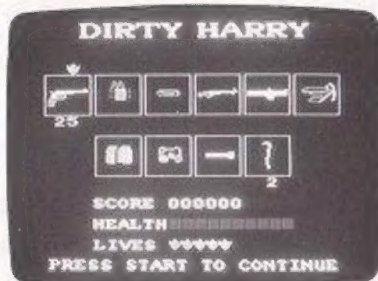 DIRTY HARRY
25
2
SCORE 000000
HEALTH
LIVES
PRESS START TO CONTINUE